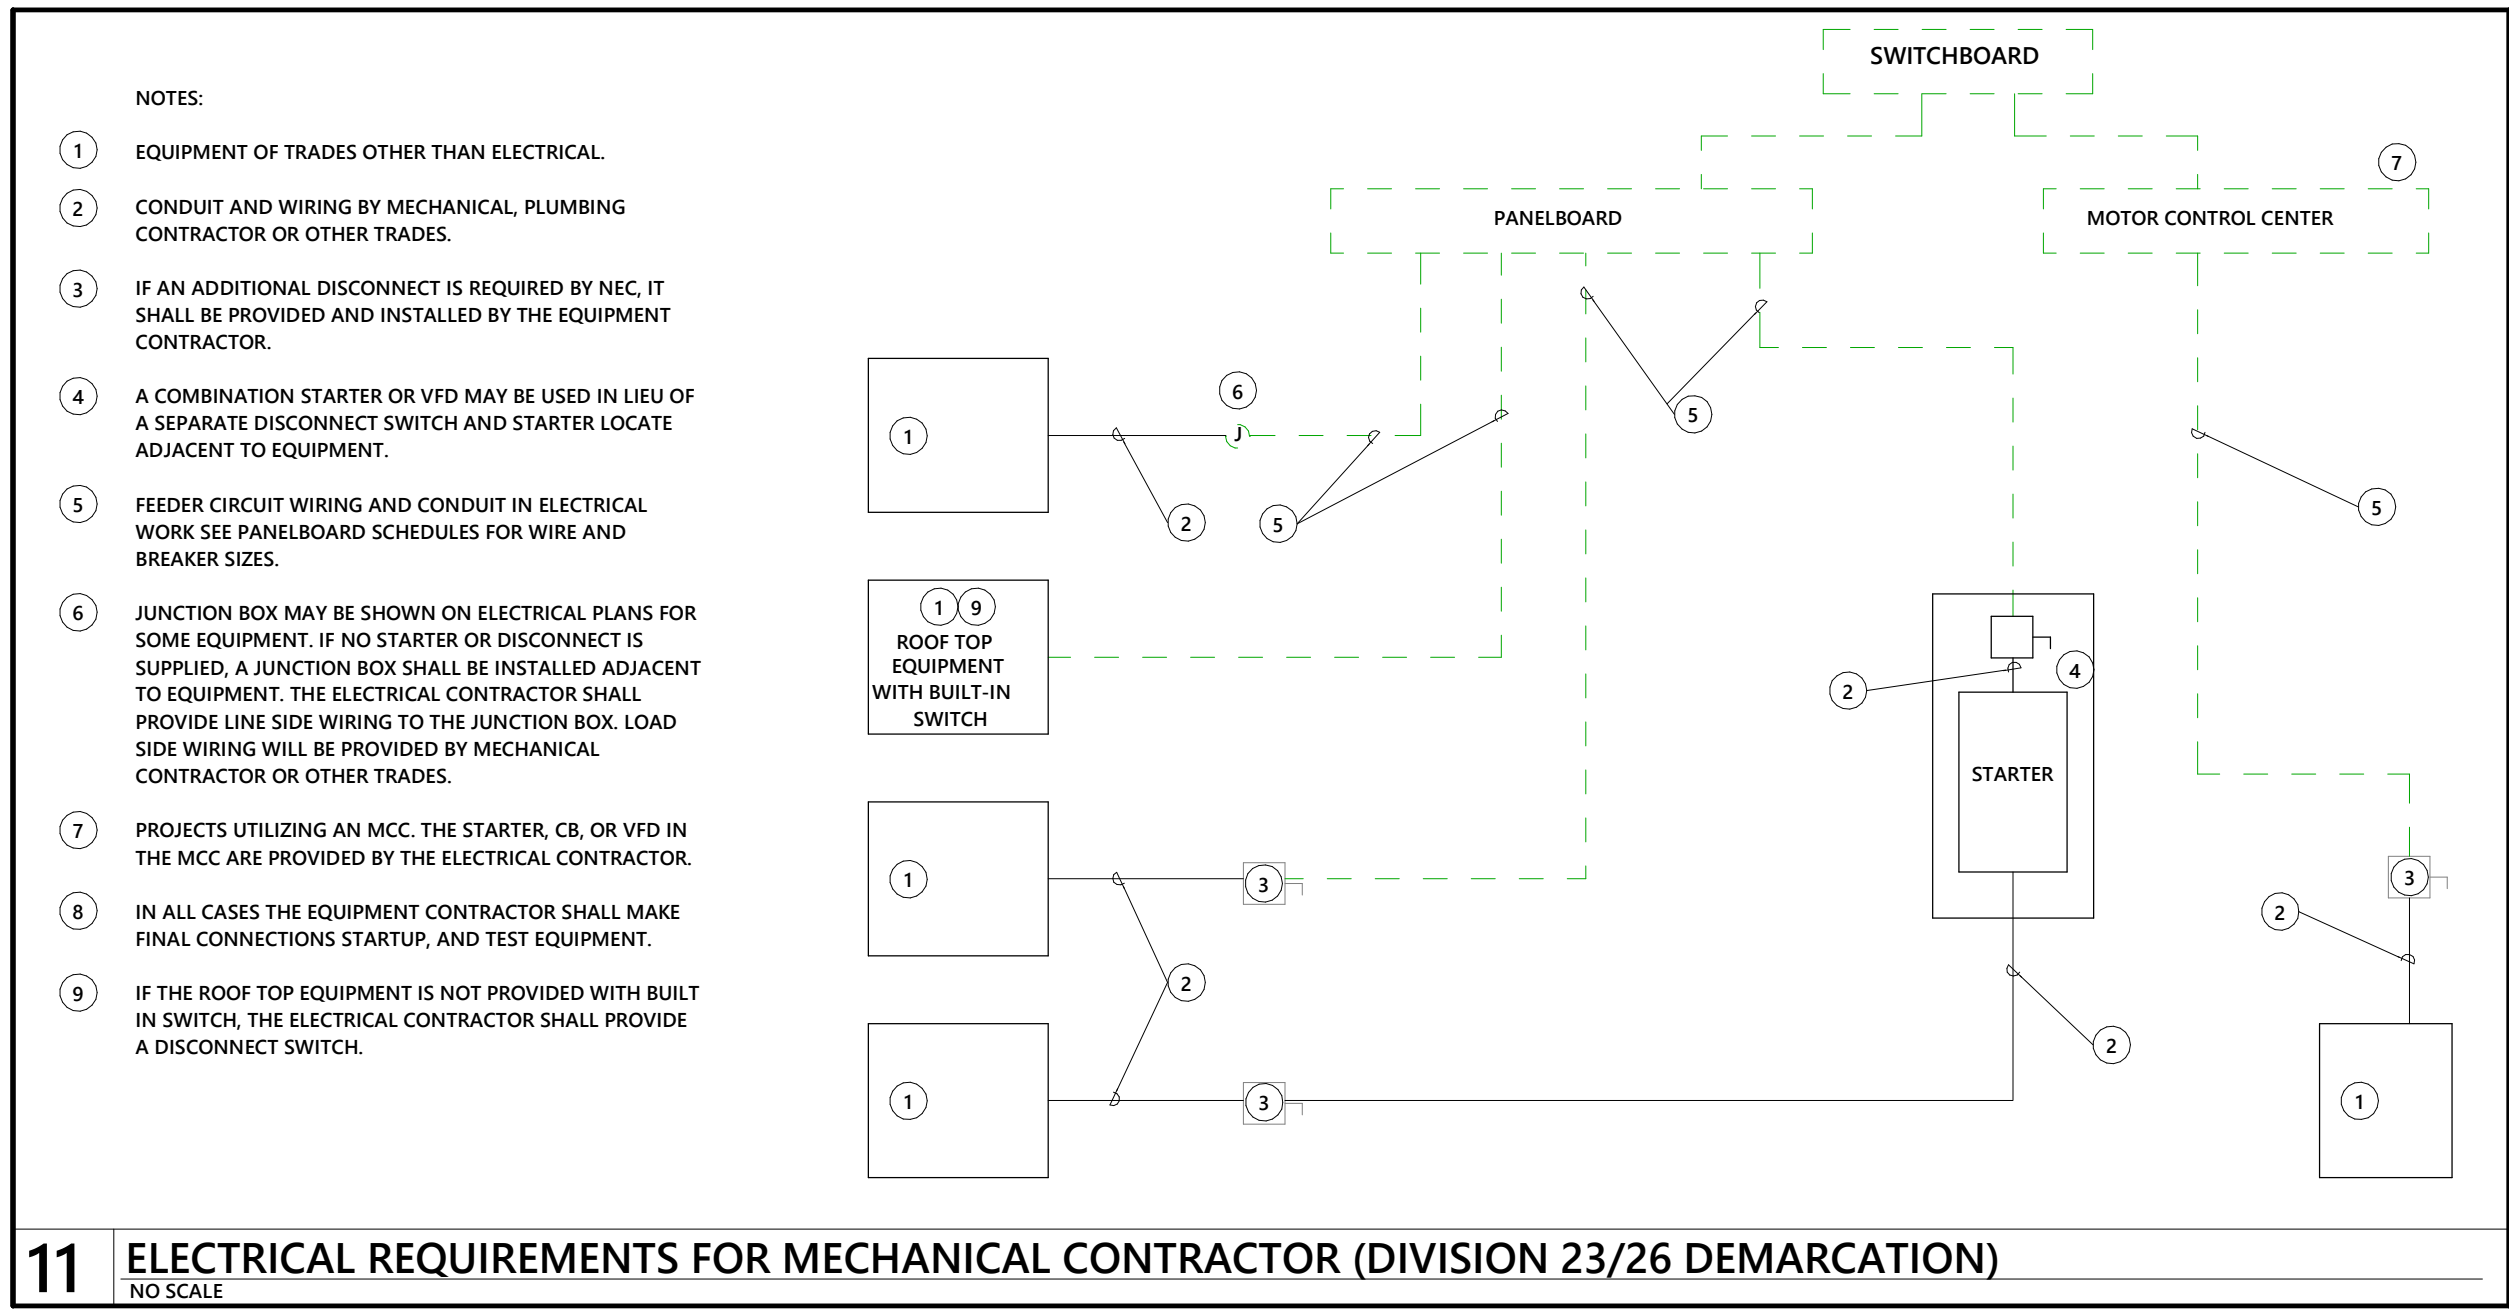 NOTES:
1 EQUIPMENT OF TRADES OTHER THAN ELECTRICAL.
2 CONDUIT AND WIRING BY MECHANICAL, PLUMBING
CONTRACTOR OR OTHER TRADES.
3 IF AN ADDITIONAL DISCONNECT IS REQUIRED BY NEC, IT
SHALL BE PROVIDED AND INSTALLED BY THE EQUIPMENT
CONTRACTOR.
4 A COMBINATION STARTER OR VFD MAY BE USED IN LIEU OF
A SEPARATE DISCONNECT SWITCH AND STARTER LOCATE
ADJACENT TO EQUIPMENT.
5 FEEDER CIRCUIT WIRING AND CONDUIT IN ELECTRICAL
WORK SEE PANELBOARD SCHEDULES FOR WIRE AND
BREAKER SIZES.
6 JUNCTION BOX MAY BE SHOWN ON ELECTRICAL PLANS FOR
SOME EQUIPMENT. IF NO STARTER OR DISCONNECT IS
SUPPLIED, A JUNCTION BOX SHALL BE INSTALLED ADJACENT
TO EQUIPMENT. THE ELECTRICAL CONTRACTOR SHALL
PROVIDE LINE SIDE WIRING TO THE JUNCTION BOX. LOAD
SIDE WIRING WILL BE PROVIDED BY MECHANICAL
CONTRACTOR OR OTHER TRADES.
7 PROJECTS UTILIZING AN MCC. THE STARTER, CB, OR VFD IN
THE MCC ARE PROVIDED BY THE ELECTRICAL CONTRACTOR.
8 IN ALL CASES THE EQUIPMENT CONTRACTOR SHALL MAKE
FINAL CONNECTIONS STARTUP, AND TEST EQUIPMENT.
9 IF THE ROOF TOP EQUIPMENT IS NOT PROVIDED WITH BUILT
IN SWITCH, THE ELECTRICAL CONTRACTOR SHALL PROVIDE
A DISCONNECT SWITCH.
SWITCHBOARD
7
PANELBOARD
MOTOR CONTROL CENTER
6
5
1
J
2
5
5
1 9
ROOF TOP
EQUIPMENT
WITH BUILT-IN
SWITCH
4
2
STARTER
1
3
3
2
2
2
1
3
1
11 ELECTRICAL REQUIREMENTS FOR MECHANICAL CONTRACTOR (DIVISION 23/26 DEMARCATION)
NO SCALE